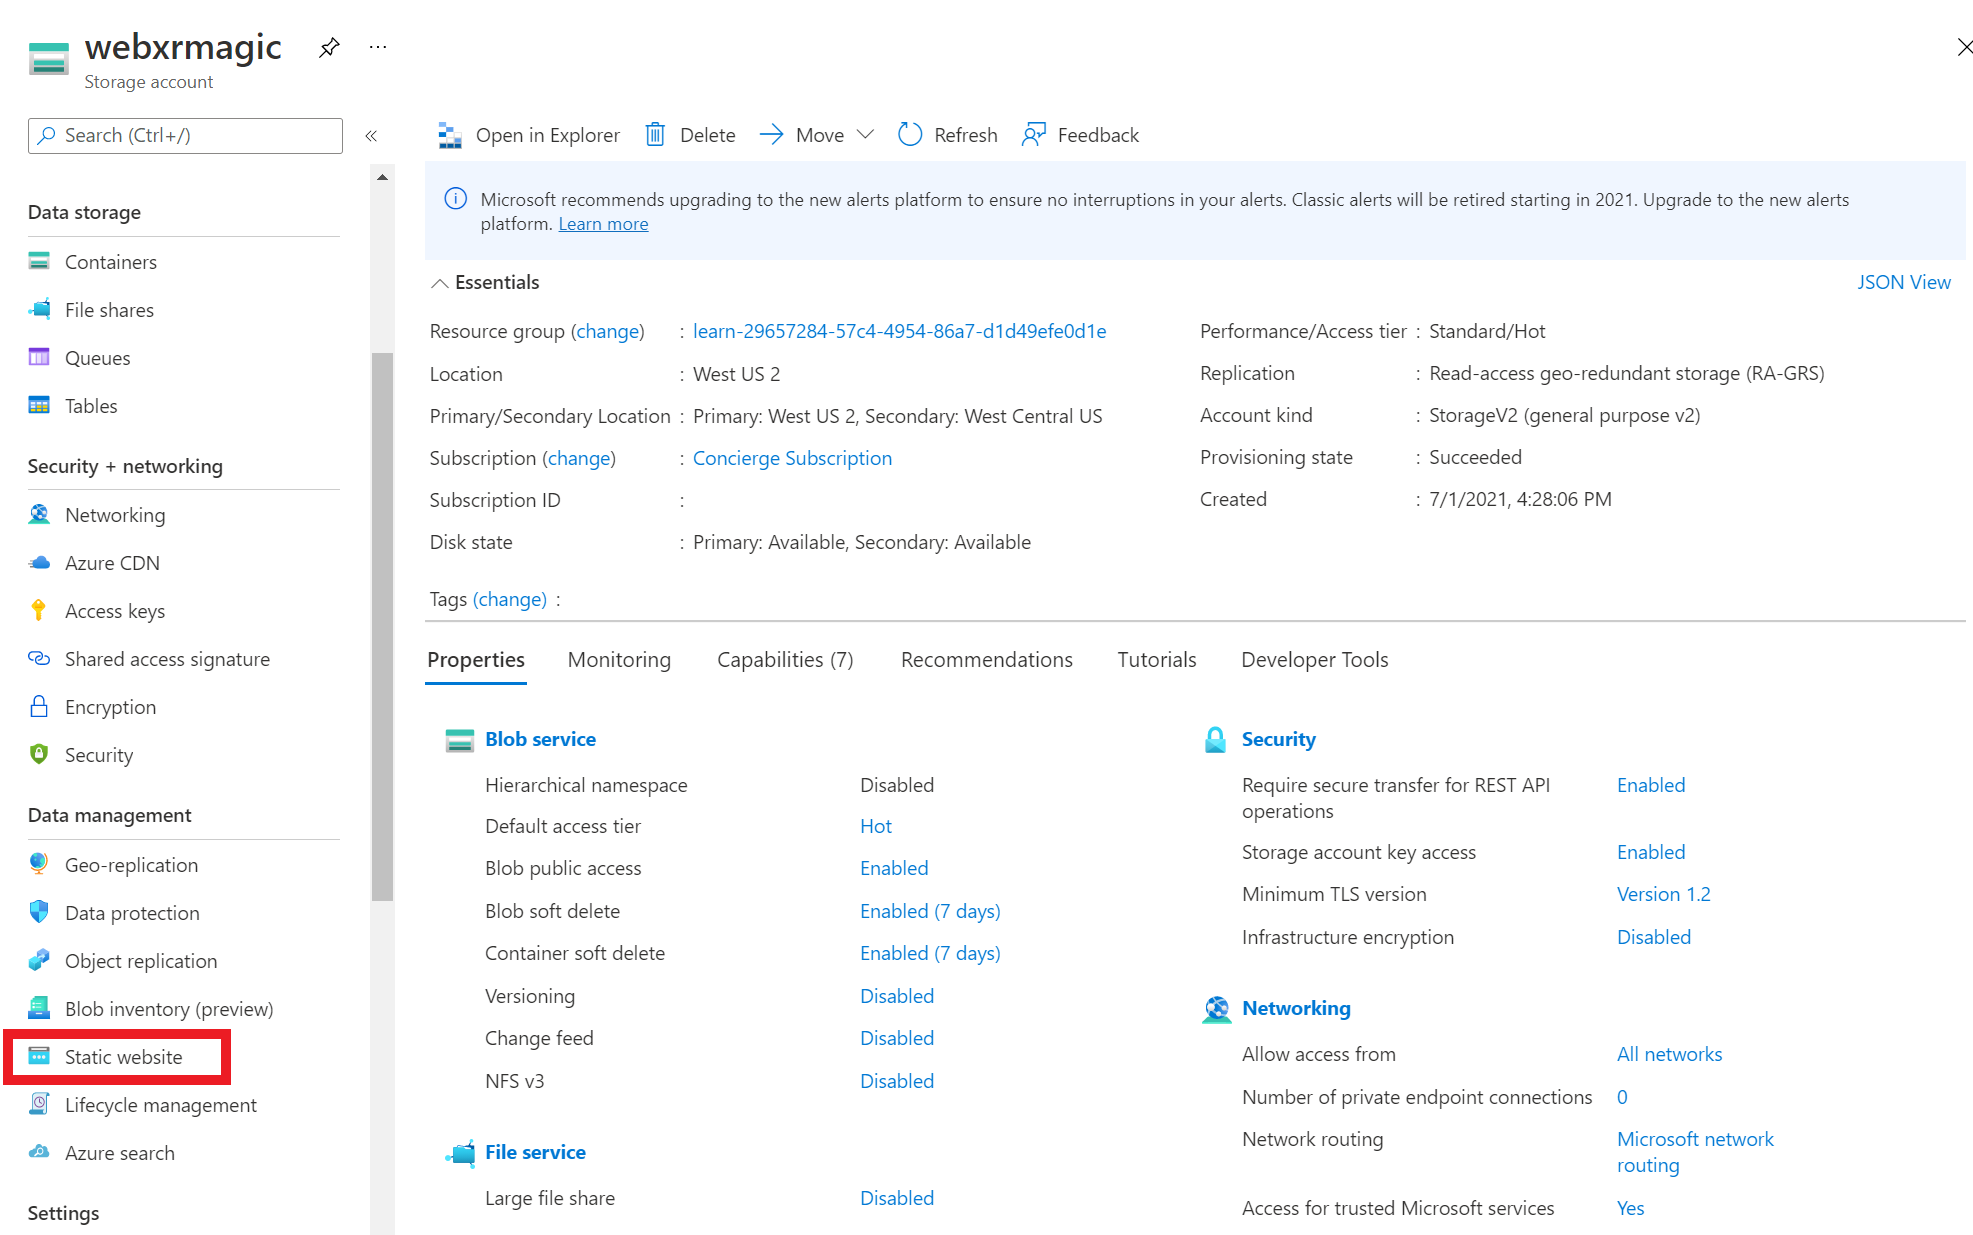 webxrmagic
Storage account
Search (Ctrl+/)
Data storage
Containers
File shares
Queues
Tables
Security + networking
Networking
Azure CDN
Access keys
Shared access signature
Encryption
Security
Data management
Geo-replication
Data protection
Object replication
Blob inventory (preview)
Static website
Lifecycle management
Azure search
Settings
Open in Explorer Delete Move Refresh Feedback
Microsoft recommends upgrading to the new alerts platform to ensure no interruptions in your alerts. Classic alerts will be retired starting in 2021. Upgrade to the new alerts
platform. Learn more
Essentials
JSON View
Resource group (change) : learn-29657284-57c4-4954-86a7-d1d49efe0d1e
Location : West US 2
Primary/Secondary Location : Primary: West US 2, Secondary: West Central US
Subscription (change) : Concierge Subscription
Subscription ID :
Disk state : Primary: Available, Secondary: Available
Performance/Access tier : Standard/Hot
Replication : Read-access geo-redundant storage (RA-GRS)
Account kind : StorageV2 (general purpose v2)
Provisioning state : Succeeded
Created : 7/1/2021, 4:28:06 PM
Tags (change) :
Properties Monitoring Capabilities (7) Recommendations Tutorials Developer Tools
Blob service
Hierarchical namespace Disabled
Default access tier Hot
Blob public access Enabled
Blob soft delete Enabled (7 days)
Container soft delete Enabled (7 days)
Versioning Disabled
Change feed Disabled
NFS v3 Disabled
File service
Large file share Disabled
Security
Require secure transfer for REST API Enabled
operations
Storage account key access Enabled
Minimum TLS version Version 1.2
Infrastructure encryption Disabled
Networking
Allow access from All networks
Number of private endpoint connections 0
Network routing Microsoft network
routing
Access for trusted Microsoft services Yes